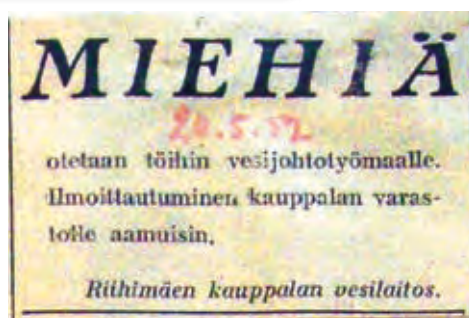 MIEHIÄ
20.5.52
otetaan töihin vesijohtotyömaalle.
Ilmoittautuminen kauppalan varas-
tolle aamuisin.
Riihimäen kauppalan vesilaitos.